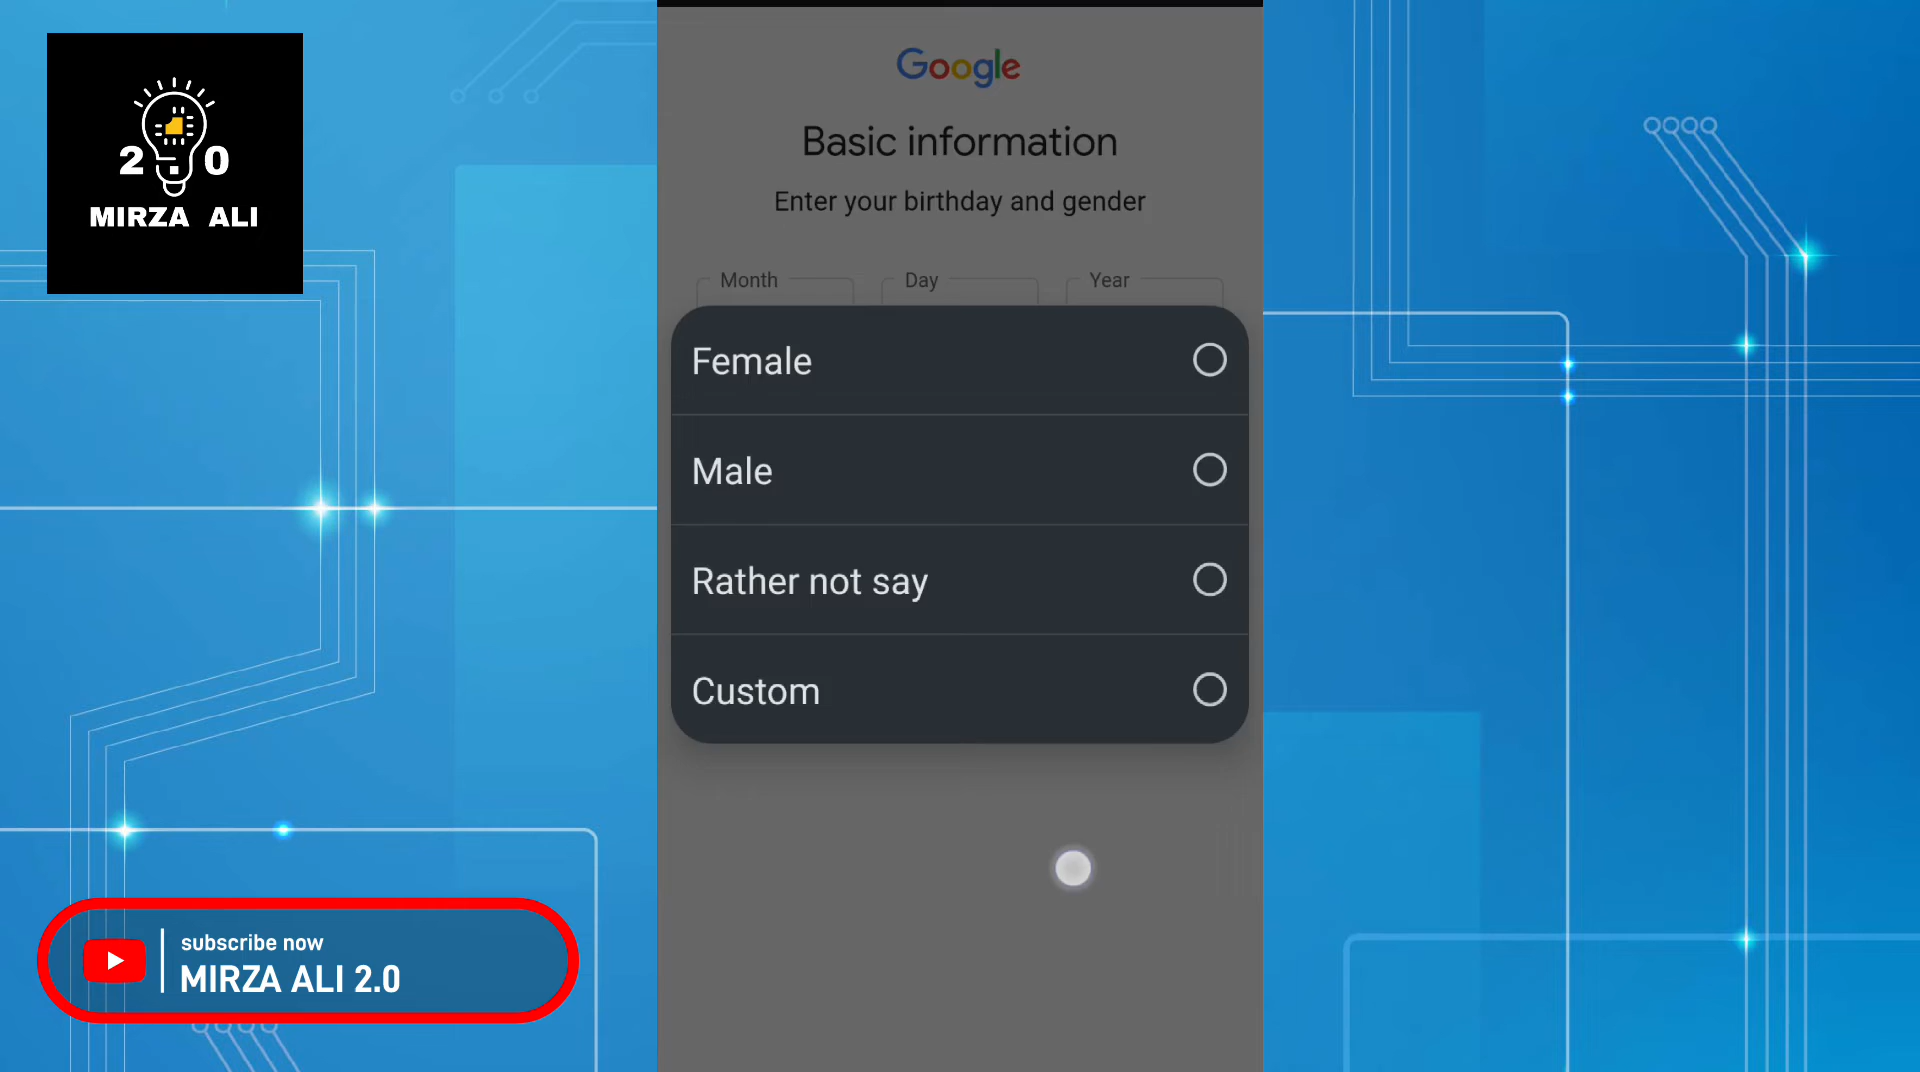 2.0
MIRZA ALI
Google
Basic information
Enter your birthday and gender
Month Day Year
Female
Male
Rather not say
Custom
subscribe now
MIRZA ALI 2.0